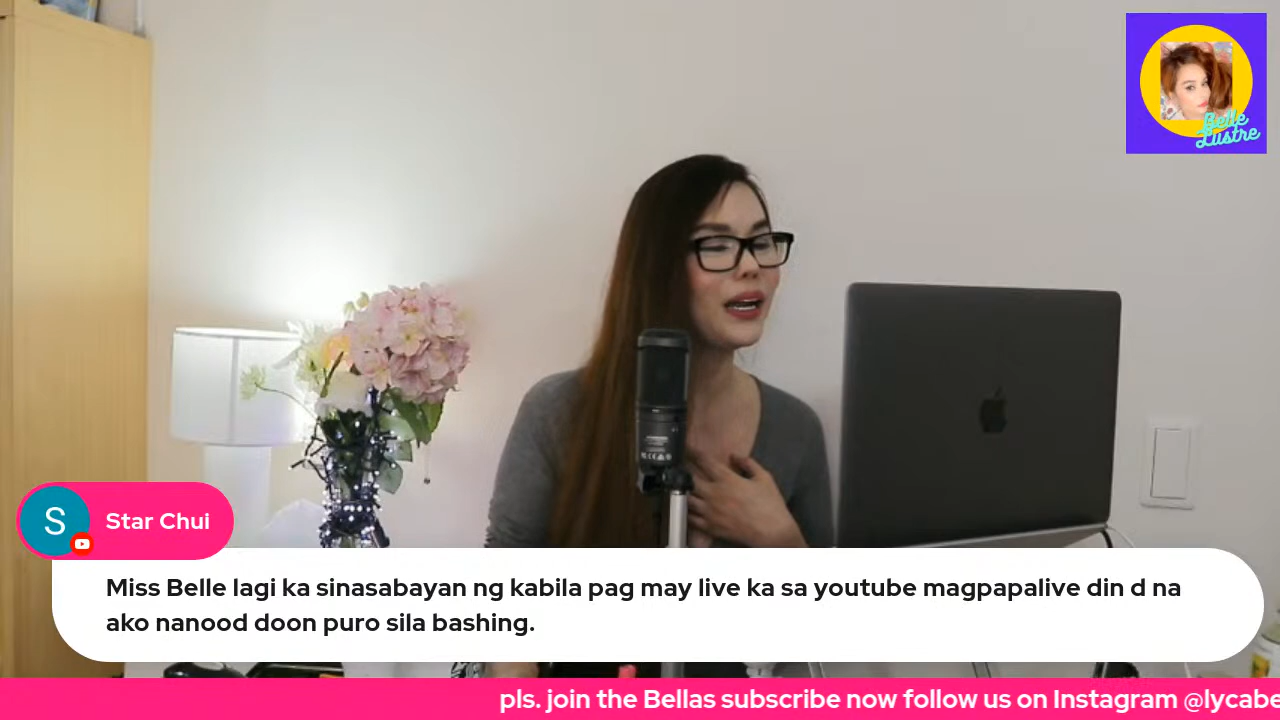 Belle
Lustre
S
Star Chui
Miss Belle lagi ka sinasabayan ng kabila pag may live ka sa youtube magpapalive din d na
ako nanood doon puro sila bashing.
pls. join the Bellas subscribe now follow us on Instagram @lycabe